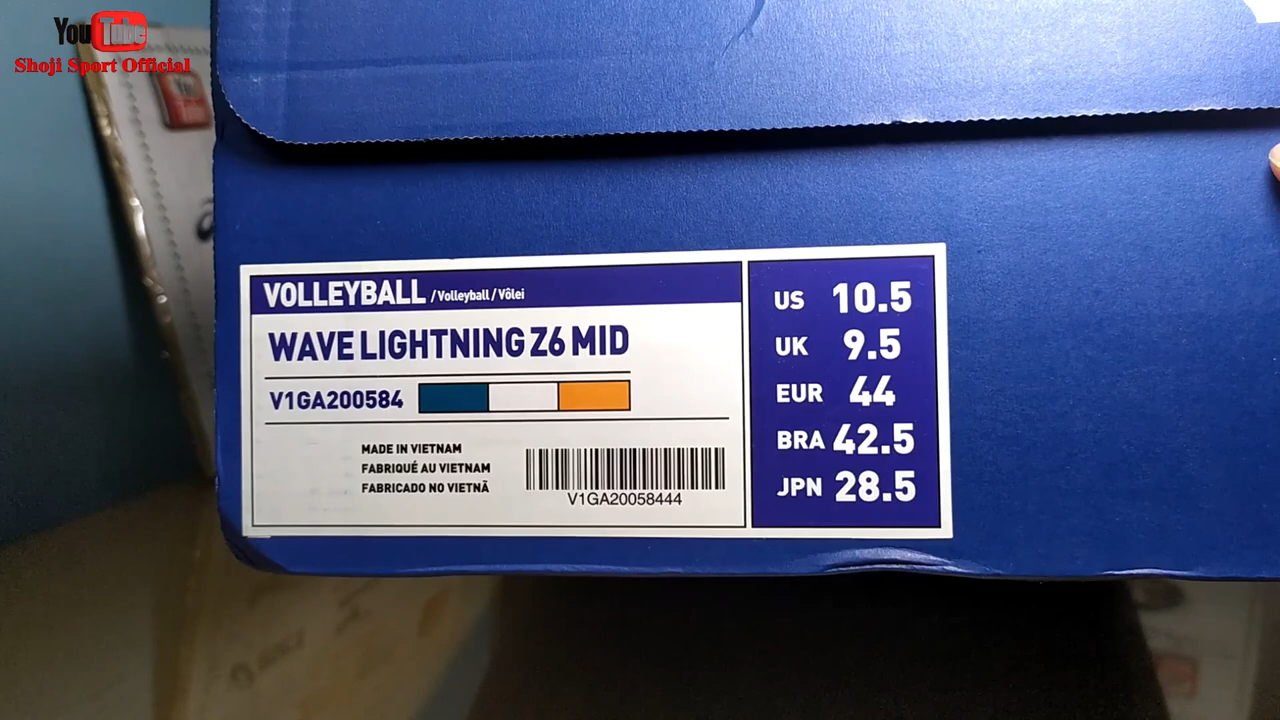 YouTube
Shoji Sport Official
VOLLEYBALL /Volleyball / Vôlei
WAVE LIGHTNING Z6 MID
V1GA200584
MADE IN VIETNAM
FABRIQUÉ AU VIETNAM
FABRICADO NO VIETNÃ
V1GA20058444
US 10.5
UK 9.5
EUR 44
BRA 42.5
JPN 28.5